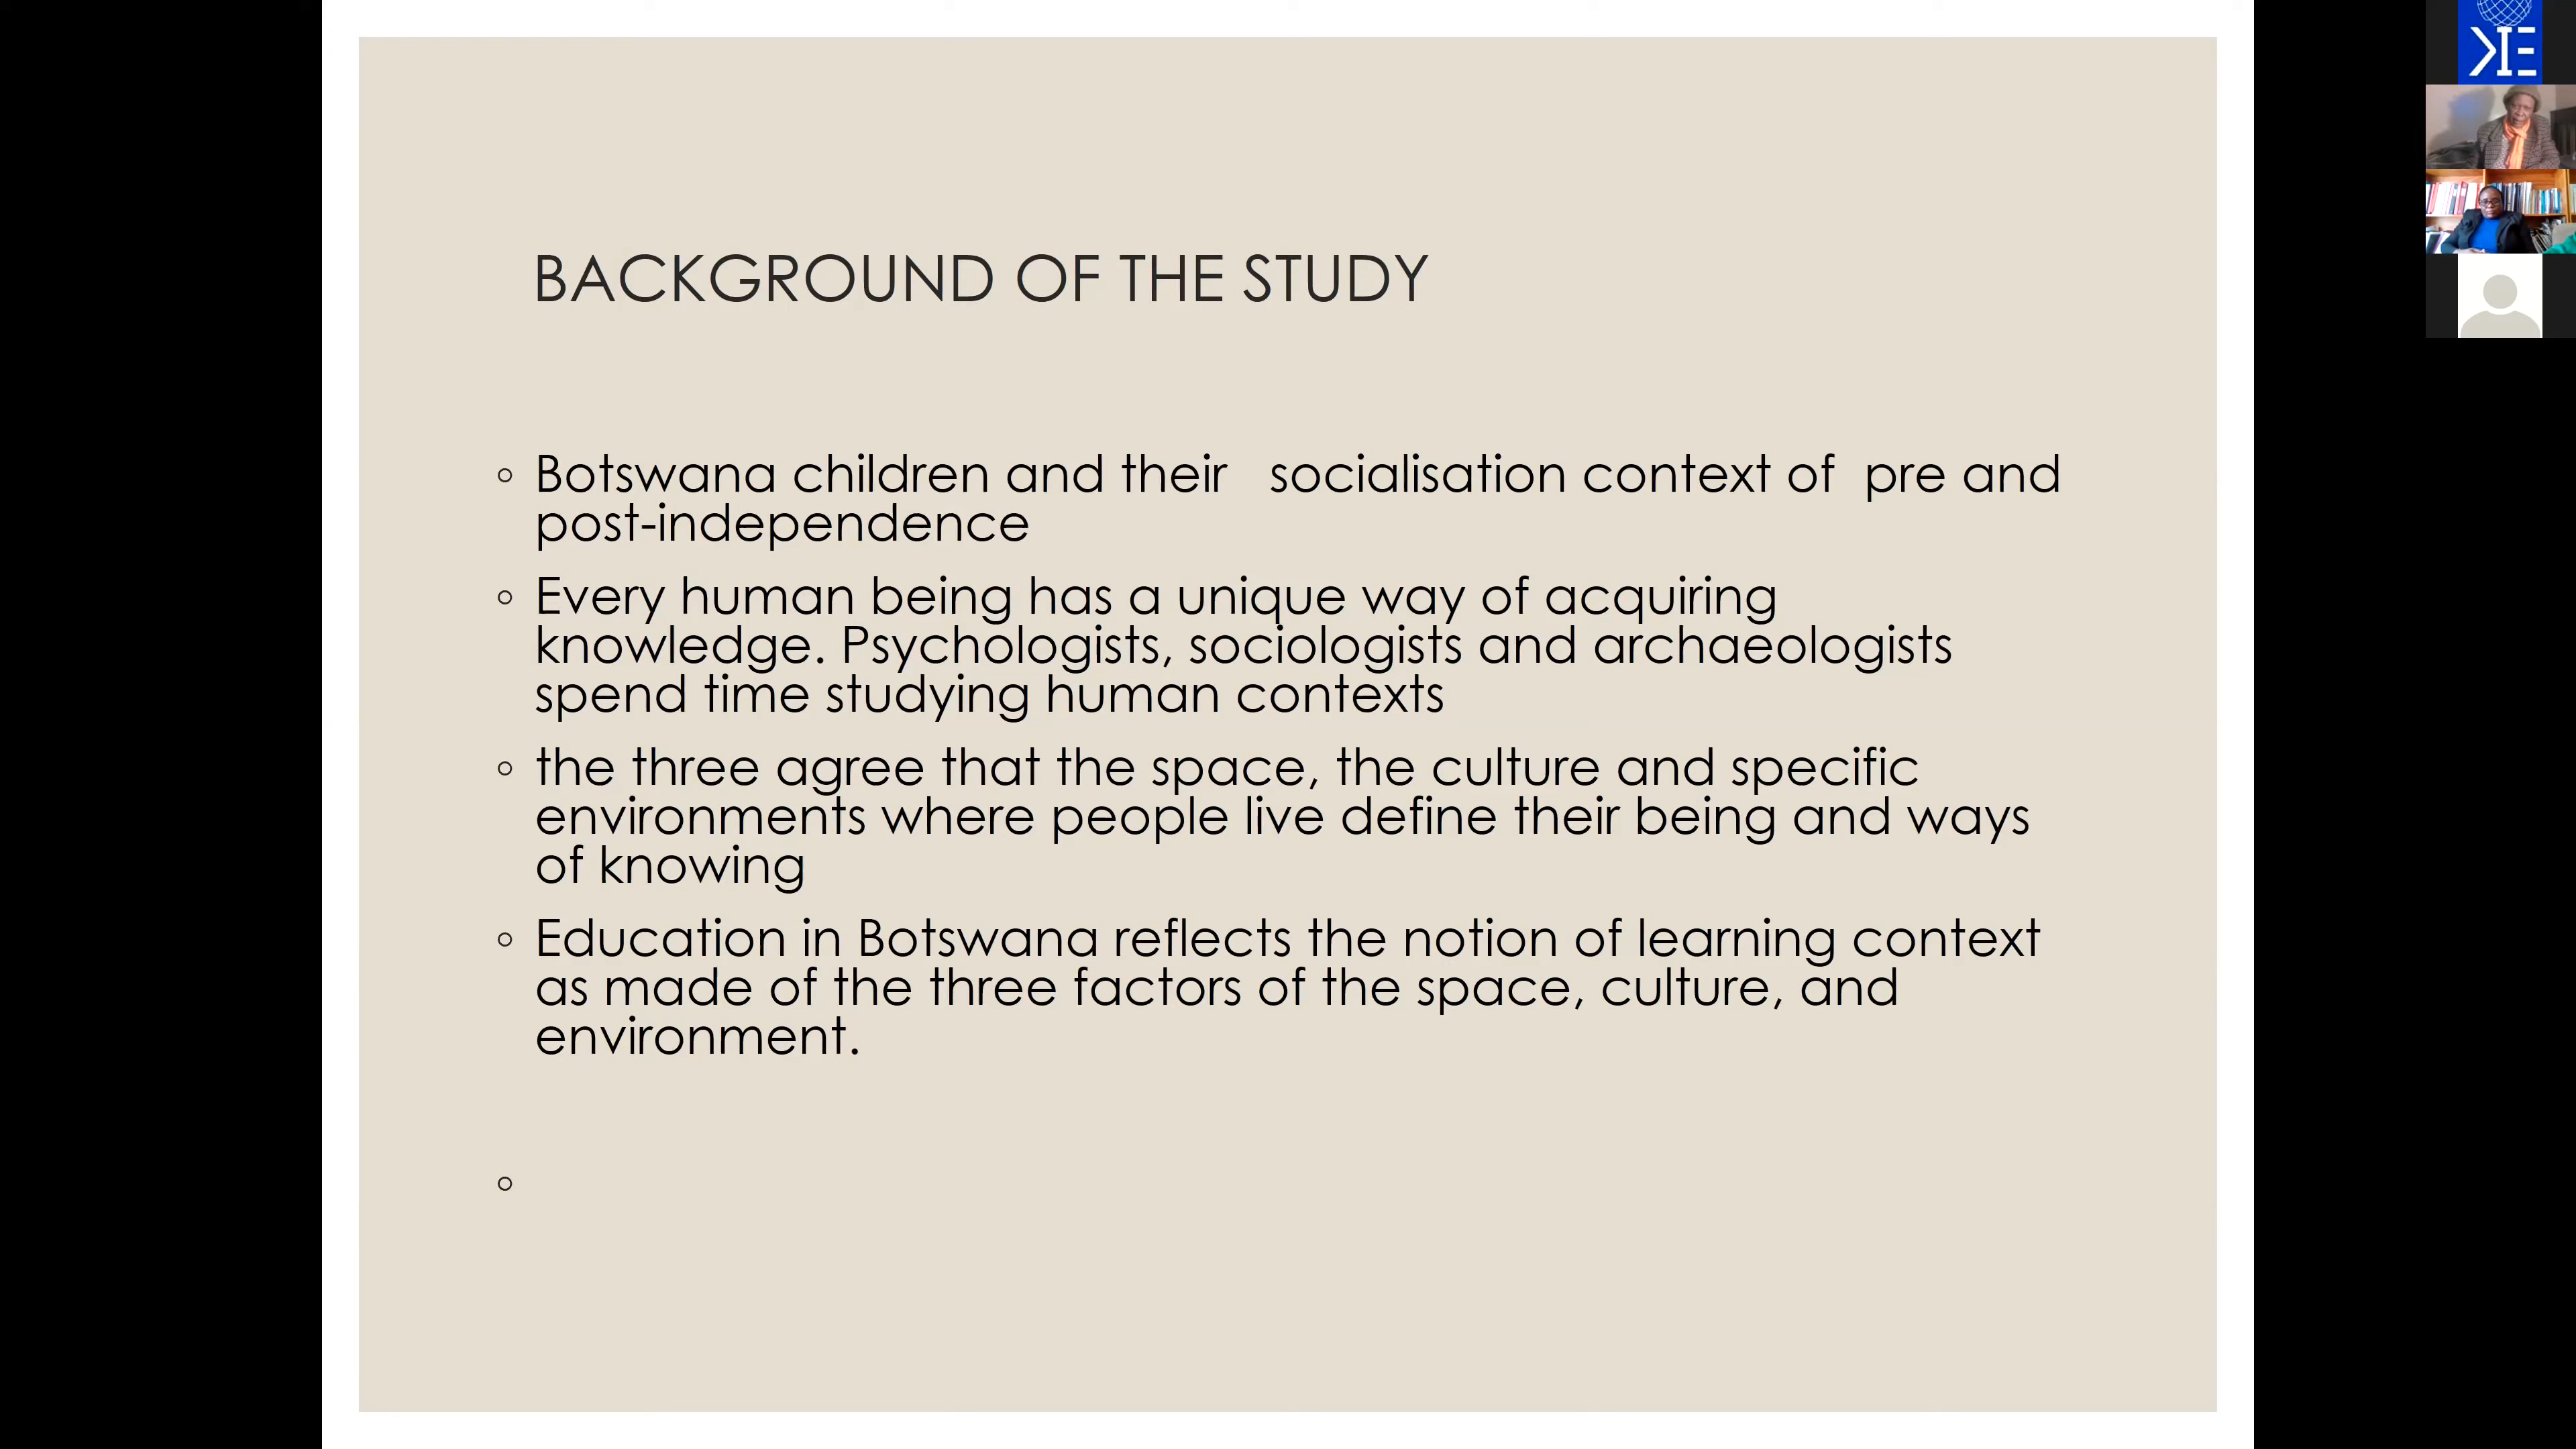 BACKGROUND OF THE STUDY
◦ Botswana children and their   socialisation context of  pre and
post-independence
◦ Every human being has a unique way of acquiring
knowledge. Psychologists, sociologists and archaeologists
spend time studying human contexts
◦ the three agree that the space, the culture and specific
environments where people live define their being and ways
of knowing
◦ Education in Botswana reflects the notion of learning context
as made of the three factors of the space, culture, and
environment.
◦